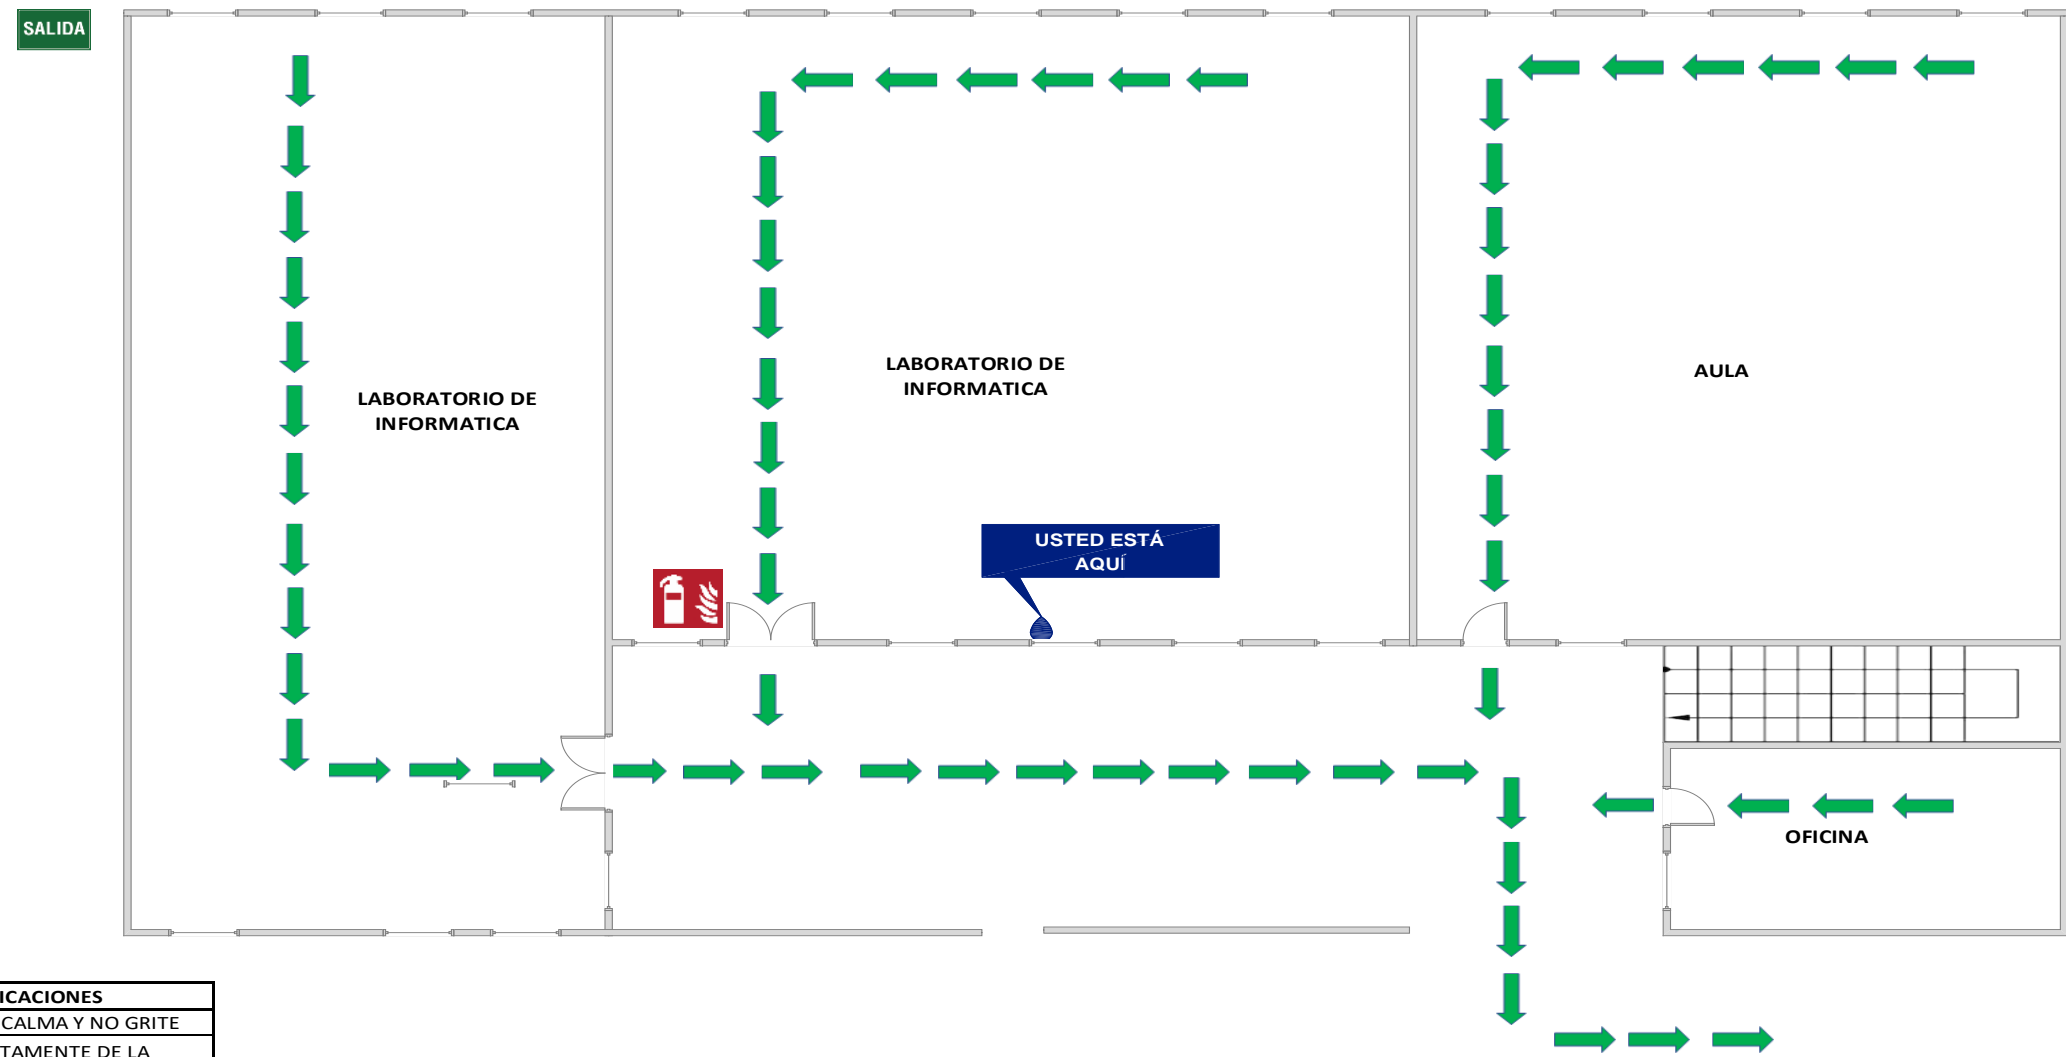 SALIDA
LABORATORIO DE
INFORMATICA
LABORATORIO DE
INFORMATICA
AULA
USTED ESTÁ
AQUÍ
OFICINA
ICACIONES
CALMA Y NO GRITE
TAMENTE DE LA